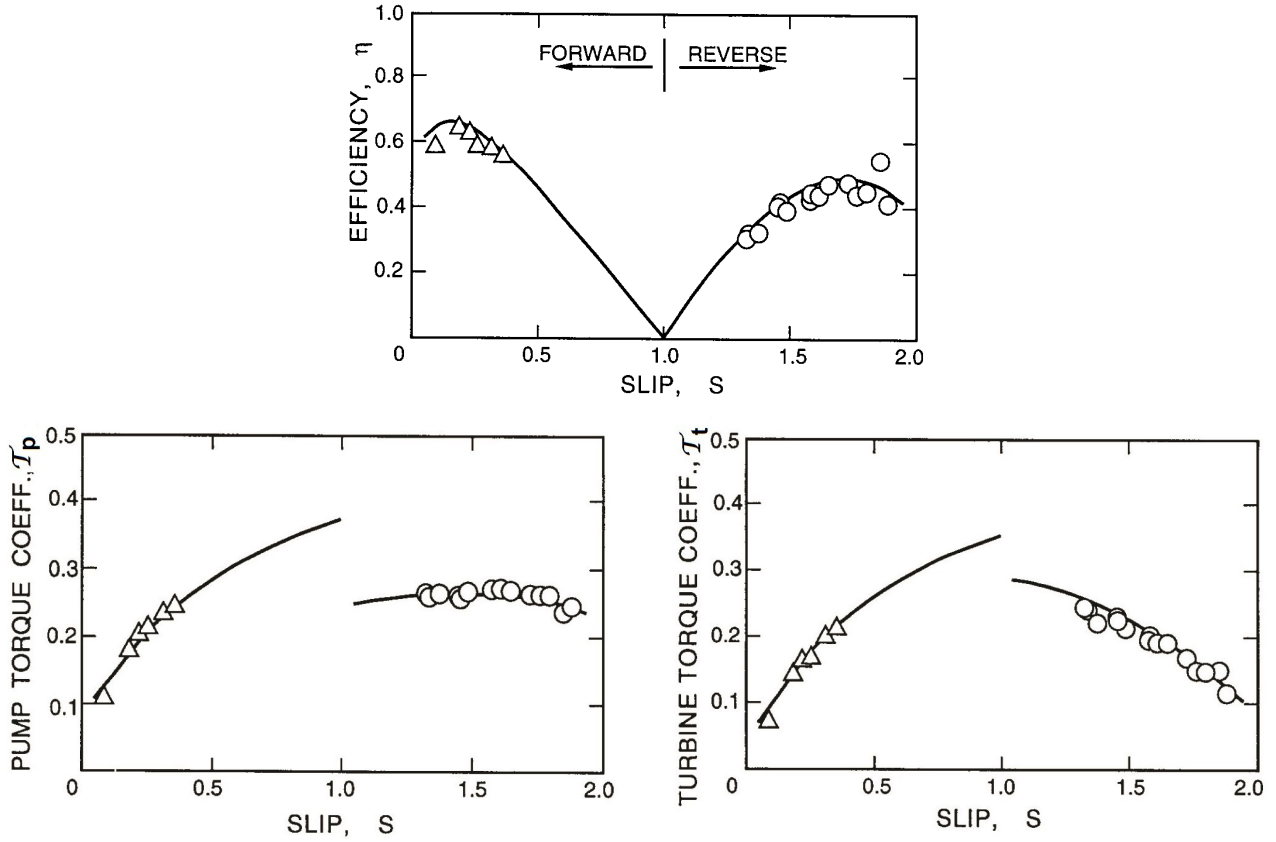 1.0
0.8
0.6
0.4
0.2
EFFICIENCY, η
FORWARD
REVERSE
0 0.5 1.0 1.5 2.0
SLIP, S
0.5
0.4
0.3
0.2
0.1
PUMP TORQUE COEFF., 𝒯p
0 0.5 1.0 1.5 2.0
SLIP, S
0.5
0.4
0.3
0.2
0.1
TURBINE TORQUE COEFF., 𝒯t
0 0.5 1.0 1.5 2.0
SLIP, S